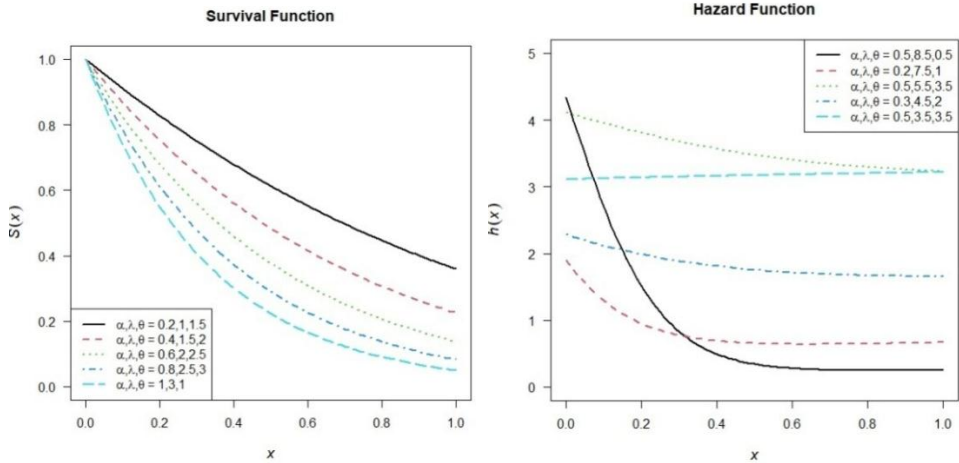 Survival Function
1.0
0.8
0.6
0.4
0.2
0.0
S(x)
α,λ,θ = 0.2,1,1.5
α,λ,θ = 0.4,1.5,2
α,λ,θ = 0.6,2,2.5
α,λ,θ = 0.8,2.5,3
α,λ,θ = 1,3,1
0.0 0.2 0.4 0.6 0.8 1.0
x
Hazard Function
5
4
3
2
1
0
h(x)
α,λ,θ = 0.5,8.5,0.5
α,λ,θ = 0.2,7.5,1
α,λ,θ = 0.5,5.5,3.5
α,λ,θ = 0.3,4.5,2
α,λ,θ = 0.5,3.5,3.5
0.0 0.2 0.4 0.6 0.8 1.0
x